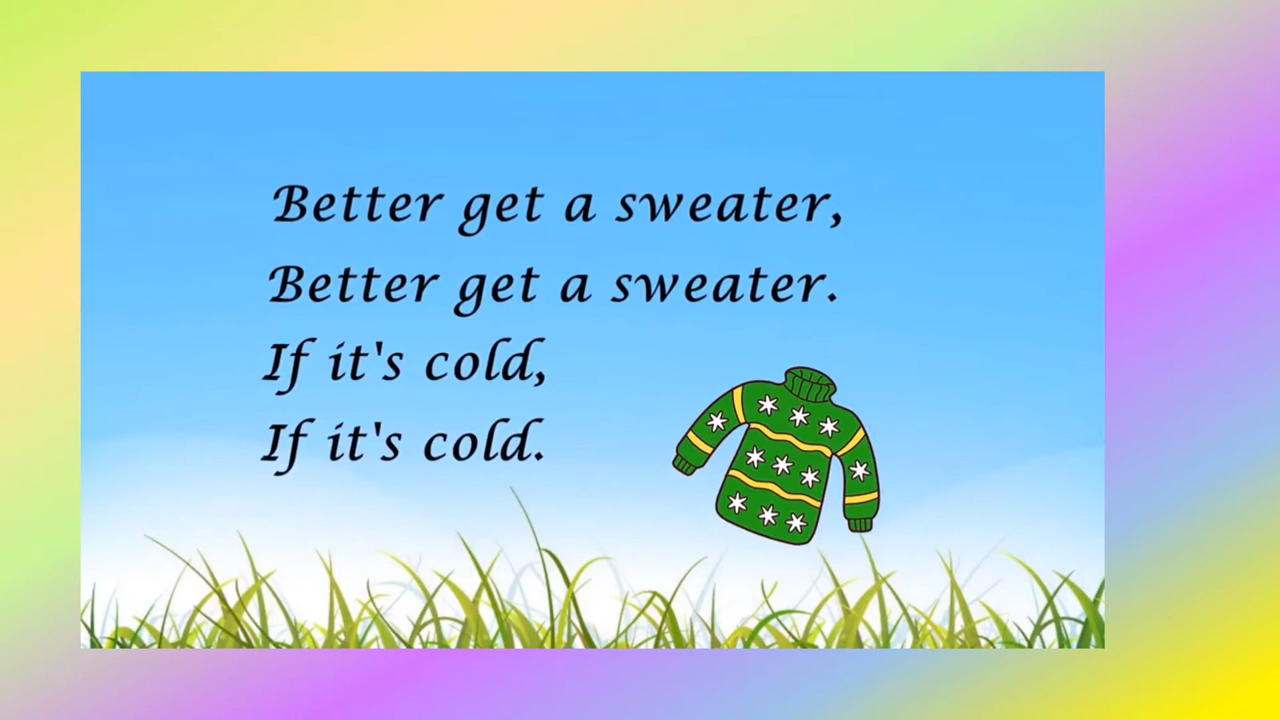 Better get a sweater,
Better get a sweater.
If it's cold,
If it's cold.